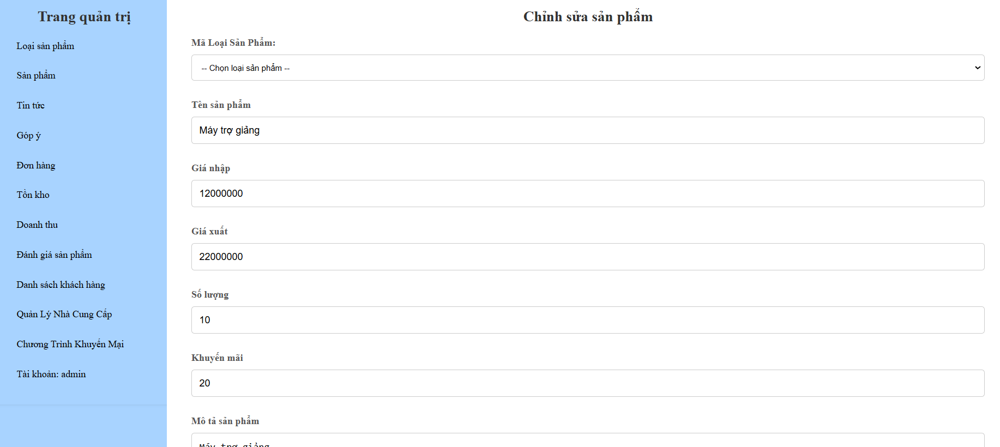 Trang quản trị
Loại sản phẩm
Sản phẩm
Tin tức
Góp ý
Đơn hàng
Tồn kho
Doanh thu
Đánh giá sản phẩm
Danh sách khách hàng
Quản Lý Nhà Cung Cấp
Chương Trình Khuyến Mại
Tài khoản: admin
Chỉnh sửa sản phẩm
Mã Loại Sản Phẩm:
-- Chọn loại sản phẩm --
Tên sản phẩm
Máy trợ giảng
Giá nhập
12000000
Giá xuất
22000000
Số lượng
10
Khuyến mãi
20
Mô tả sản phẩm
Máy trợ giảng